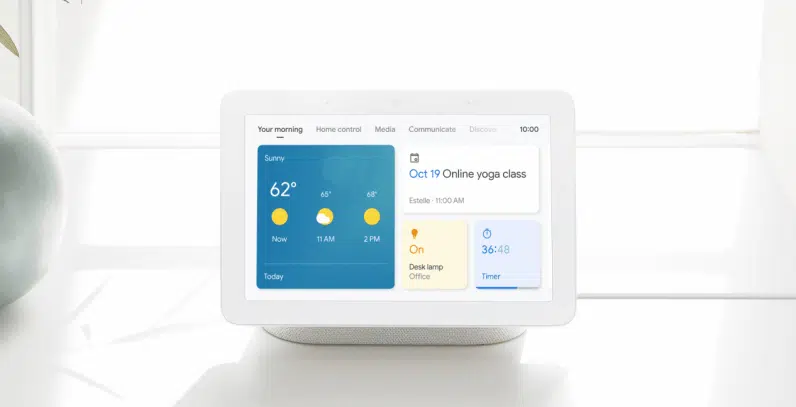 Your morning Home control Media Communicate Discover 10:00
Sunny
62° 65° 68°
Now 11 AM 2 PM
Today
Oct 19 Online yoga class
Estelle · 11:00 AM
On
Desk lamp
Office
36:48
Timer